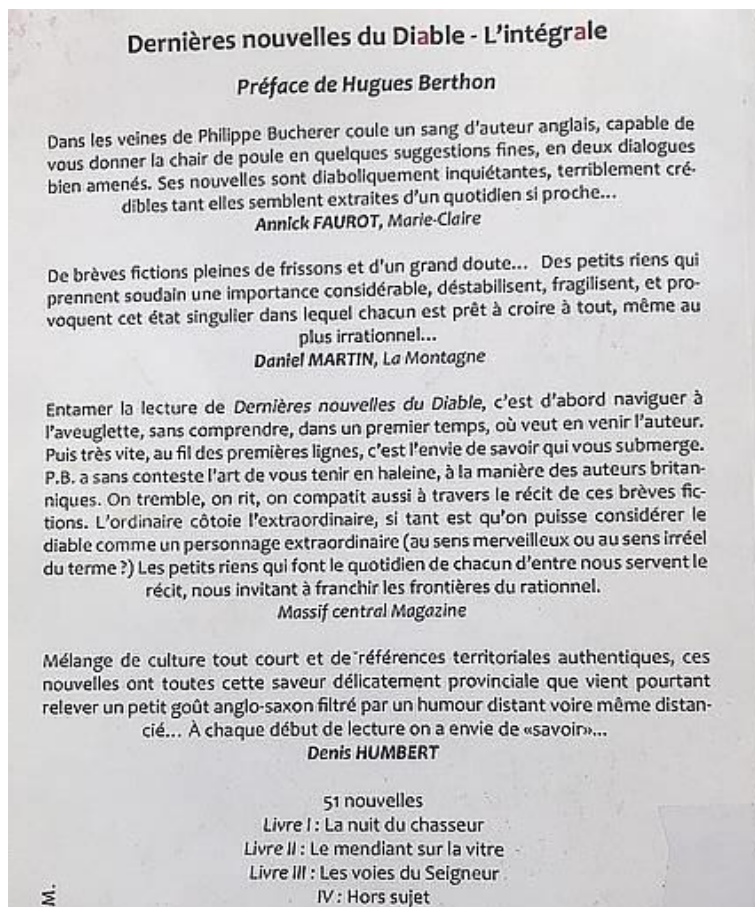 Dernières nouvelles du Diable - L'intégrale
Préface de Hugues Berthon
Dans les veines de Philippe Bucherer coule un sang d'auteur anglais, capable de
vous donner la chair de poule en quelques suggestions fines, en deux dialogues
bien amenés. Ses nouvelles sont diaboliquement inquiétantes, terriblement cré-
dibles tant elles semblent extraites d'un quotidien si proche...
Annick FAUROT, Marie-Claire
De brèves fictions pleines de frissons et d'un grand doute... Des petits riens qui
prennent soudain une importance considérable, déstabilisent, fragilisent, et pro-
voquent cet état singulier dans lequel chacun est prêt à croire à tout, même au
plus irrationnel...
Daniel MARTIN, La Montagne
Entamer la lecture de Dernières nouvelles du Diable, c'est d'abord naviguer à
l'aveuglette, sans comprendre, dans un premier temps, où veut en venir l'auteur.
Puis très vite, au fil des premières lignes, c'est l'envie de savoir qui vous submerge.
P.B. a sans conteste l'art de vous tenir en haleine, à la manière des auteurs britan-
niques. On tremble, on rit, on compatit aussi à travers le récit de ces brèves fic-
tions. L'ordinaire côtoie l'extraordinaire, si tant est qu'on puisse considérer le
diable comme un personnage extraordinaire (au sens merveilleux ou au sens irréel
du terme ?) Les petits riens qui font le quotidien de chacun d'entre nous servent le
récit, nous invitant à franchir les frontières du rationnel.
Massif central Magazine
Mélange de culture tout court et de références territoriales authentiques, ces
nouvelles ont toutes cette saveur délicatement provinciale que vient pourtant
relever un petit goût anglo-saxon filtré par un humour distant voire même distan-
cié... À chaque début de lecture on a envie de «savoir»...
Denis HUMBERT
51 nouvelles
Livre I : La nuit du chasseur
Livre II : Le mendiant sur la vitre
Livre III : Les voies du Seigneur
IV : Hors sujet
M.